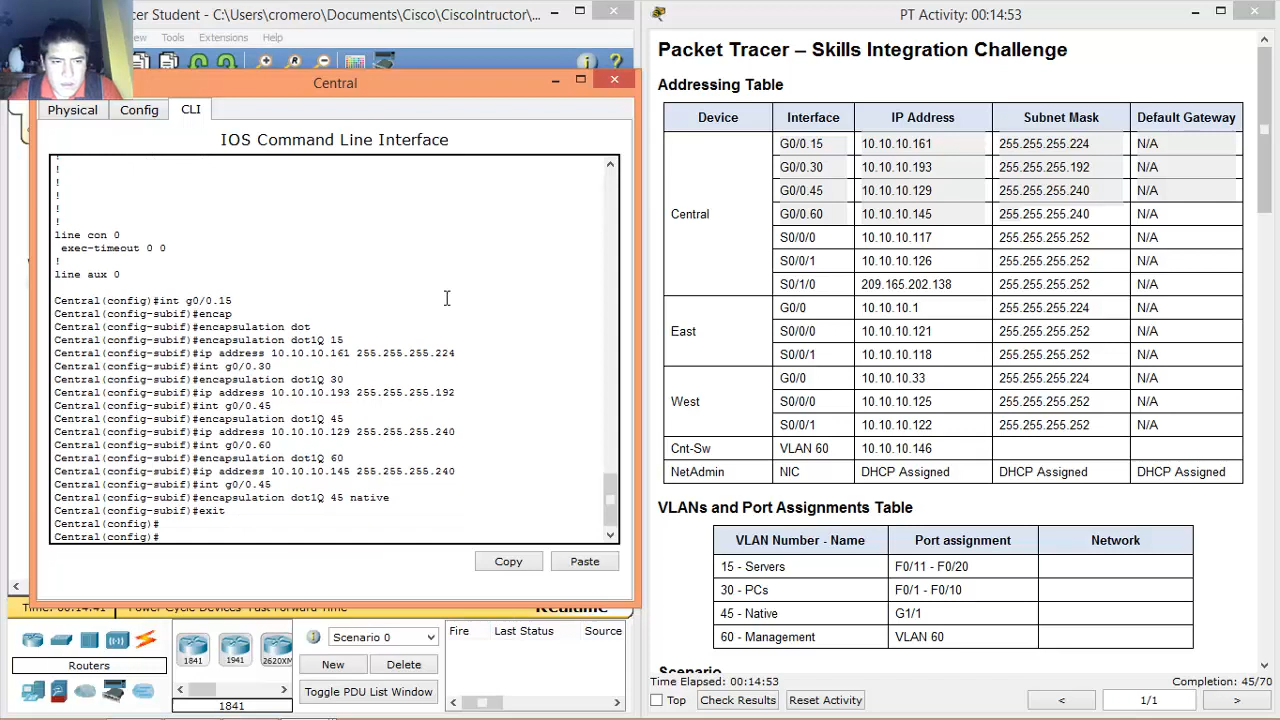 cer Student - C:\Users\cromero\Documents\Cisco\CiscoIntructor\...
Tools Extensions Help
Central
Physical Config CLI
IOS Command Line Interface
!
!
!
!
!
!
line con 0
exec-timeout 0 0
!
line aux 0
Central(config)#int g0/0.15
Central(config-subif)#encap
Central(config-subif)#encapsulation dot
Central(config-subif)#encapsulation dot1Q 15
Central(config-subif)#ip address 10.10.10.161 255.255.255.224
Central(config-subif)#int g0/0.30
Central(config-subif)#encapsulation dot1Q 30
Central(config-subif)#ip address 10.10.10.193 255.255.255.192
Central(config-subif)#int g0/0.45
Central(config-subif)#encapsulation dot1Q 45
Central(config-subif)#ip address 10.10.10.129 255.255.255.240
Central(config-subif)#int g0/0.60
Central(config-subif)#encapsulation dot1Q 60
Central(config-subif)#ip address 10.10.10.145 255.255.255.240
Central(config-subif)#int g0/0.45
Central(config-subif)#encapsulation dot1Q 45 native
Central(config-subif)#exit
Central(config)#
Central(config)#
Copy Paste
Time: 00:14:41 Power Cycle Devices Fast Forward Time Realtime
Routers
1841 1941 2620XM
1841
Scenario 0
New Delete
Toggle PDU List Window
Fire Last Status Source
PT Activity: 00:14:53
Packet Tracer – Skills Integration Challenge
Addressing Table
Device Interface IP Address Subnet Mask Default Gateway
Central G0/0.15 10.10.10.161 255.255.255.224 N/A
G0/0.30 10.10.10.193 255.255.255.192 N/A
G0/0.45 10.10.10.129 255.255.255.240 N/A
G0/0.60 10.10.10.145 255.255.255.240 N/A
S0/0/0 10.10.10.117 255.255.255.252 N/A
S0/0/1 10.10.10.126 255.255.255.252 N/A
S0/1/0 209.165.202.138 255.255.255.252 N/A
East G0/0 10.10.10.1 255.255.255.224 N/A
S0/0/0 10.10.10.121 255.255.255.252 N/A
S0/0/1 10.10.10.118 255.255.255.252 N/A
West G0/0 10.10.10.33 255.255.255.224 N/A
S0/0/0 10.10.10.125 255.255.255.252 N/A
S0/0/1 10.10.10.122 255.255.255.252 N/A
Cnt-Sw VLAN 60 10.10.10.146
NetAdmin NIC DHCP Assigned DHCP Assigned DHCP Assigned
VLANs and Port Assignments Table
VLAN Number - Name Port assignment Network
15 - Servers F0/11 - F0/20
30 - PCs F0/1 - F0/10
45 - Native G1/1
60 - Management VLAN 60
Scenario
Time Elapsed: 00:14:53 Completion: 45/70
Top Check Results Reset Activity < 1/1 >